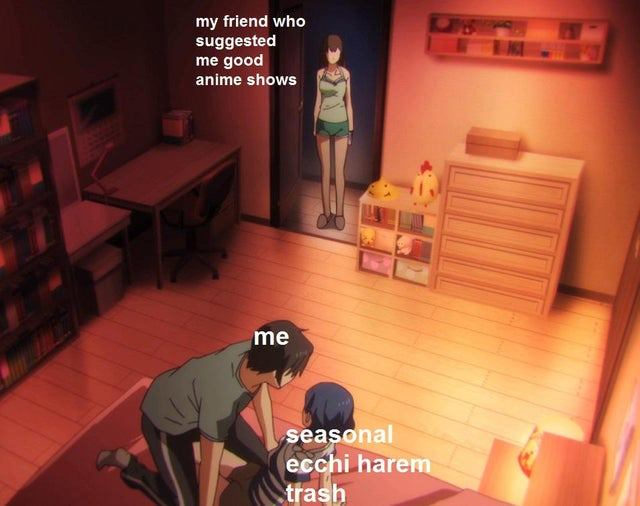 my friend who
suggested
me good
anime shows
me
seasonal
ecchi harem
trash